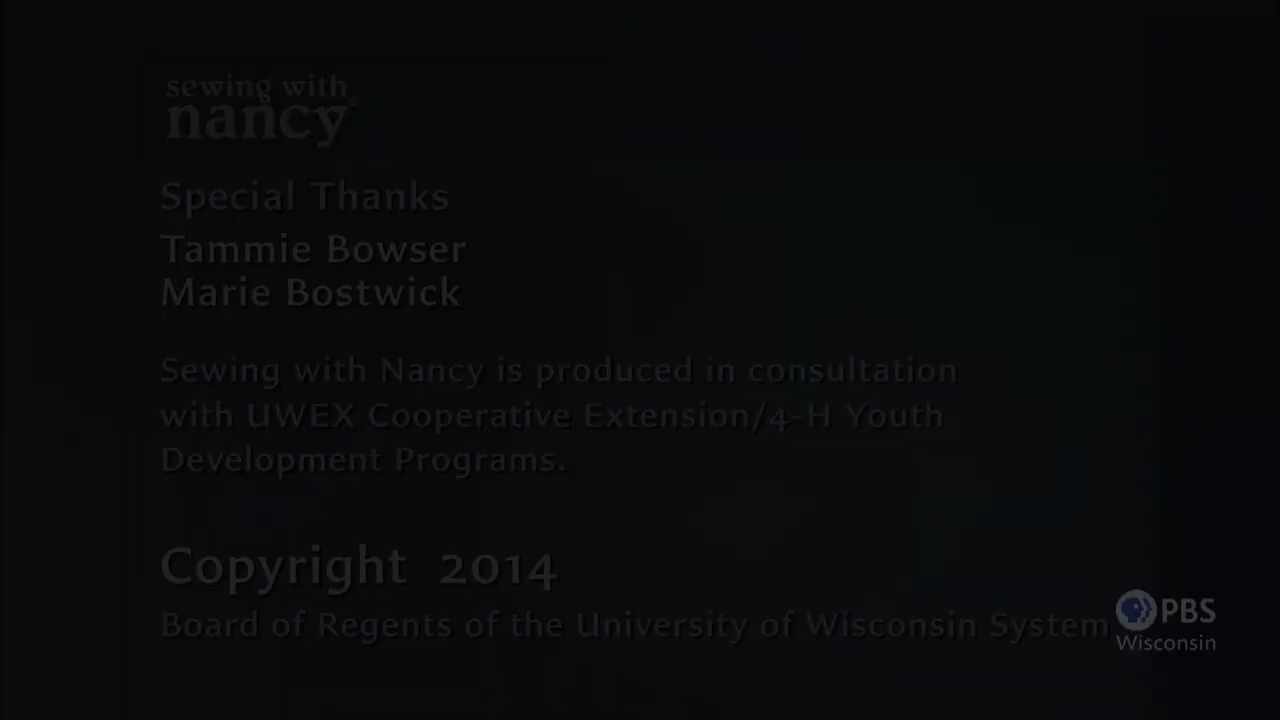 sewing with
nancy®
Special Thanks
Tammie Bowser
Marie Bostwick
Sewing with Nancy is produced in consultation
with UWEX Cooperative Extension/4-H Youth
Development Programs.
Copyright 2014
Board of Regents of the University of Wisconsin System
PBS
Wisconsin